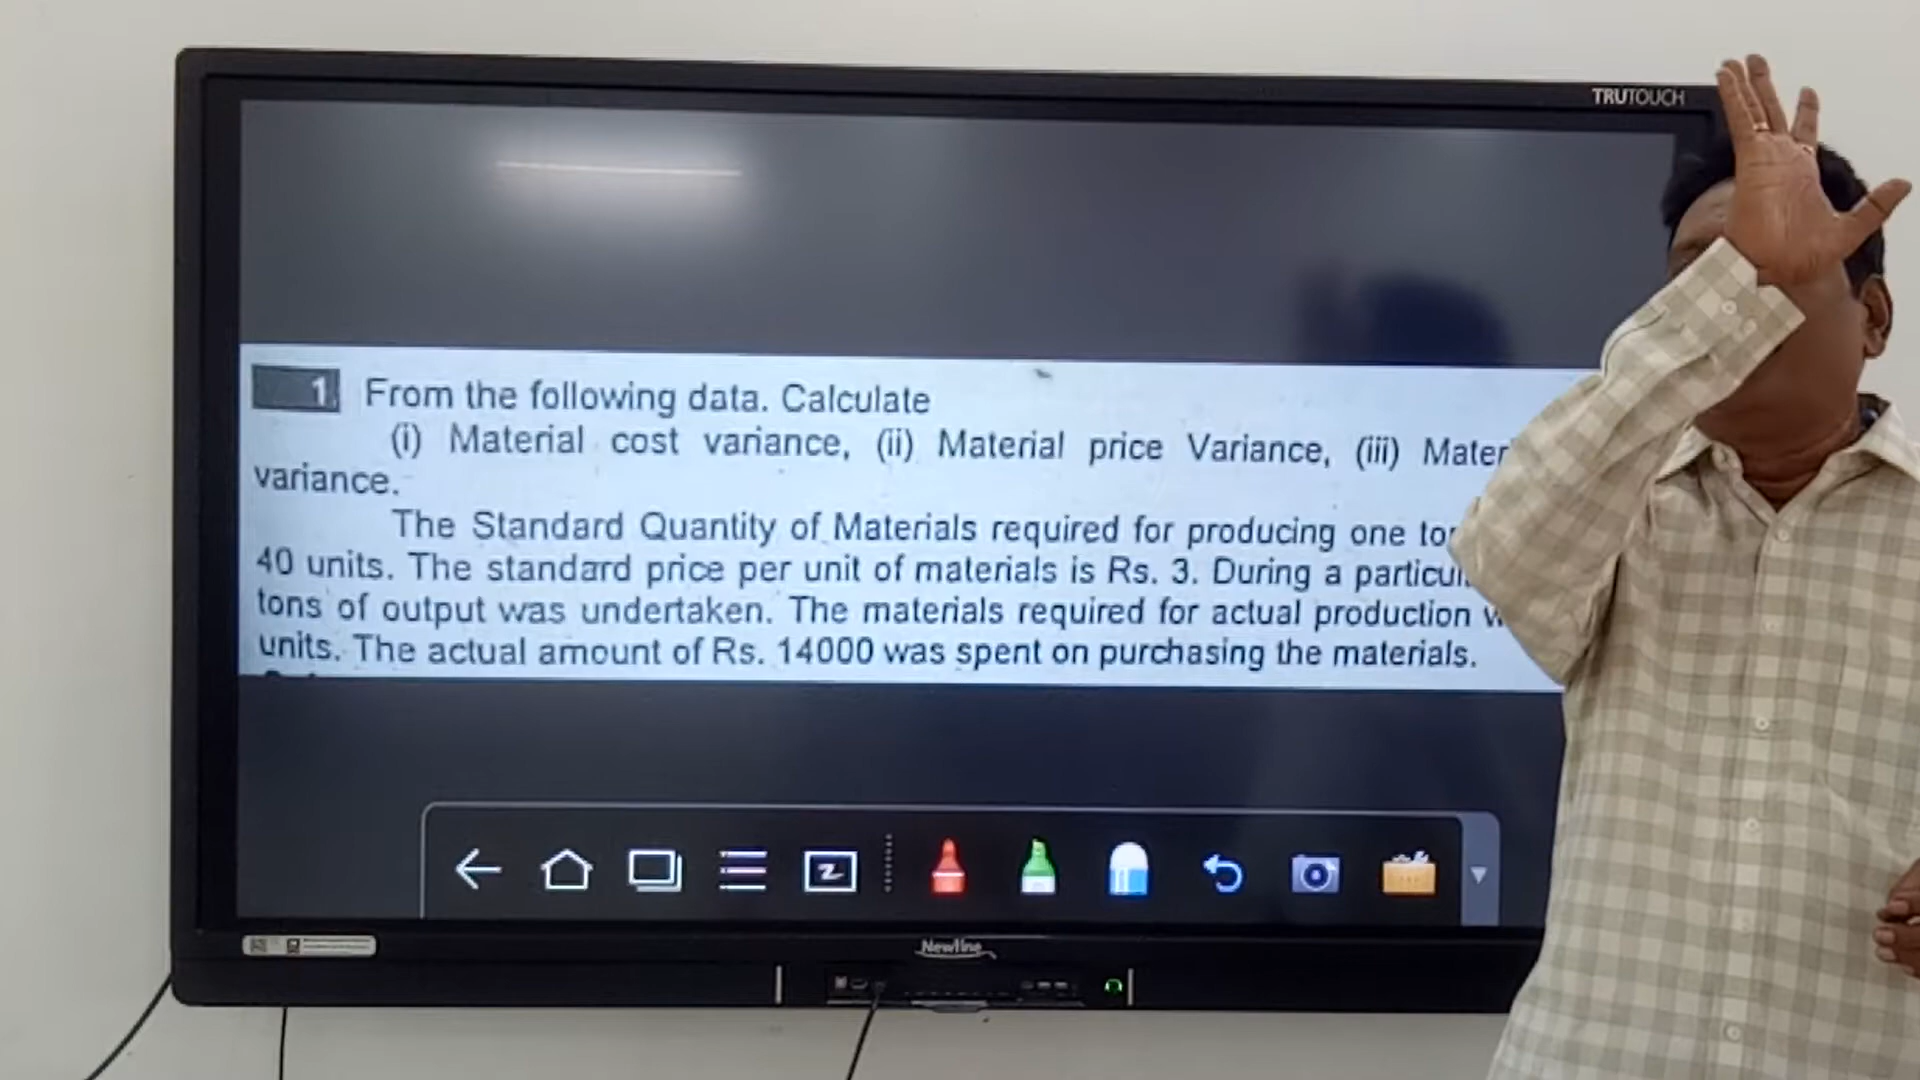 TRUTOUCH
1 From the following data. Calculate
(i) Material cost variance, (ii) Material price Variance, (iii)
variance.
The Standard Quantity of Materials required for producing one
40 units. The standard price per unit of materials is Rs. 3. During a
tons of output was undertaken. The materials required for actual production
units. The actual amount of Rs. 14000 was spent on purchasing the materials.
Newline